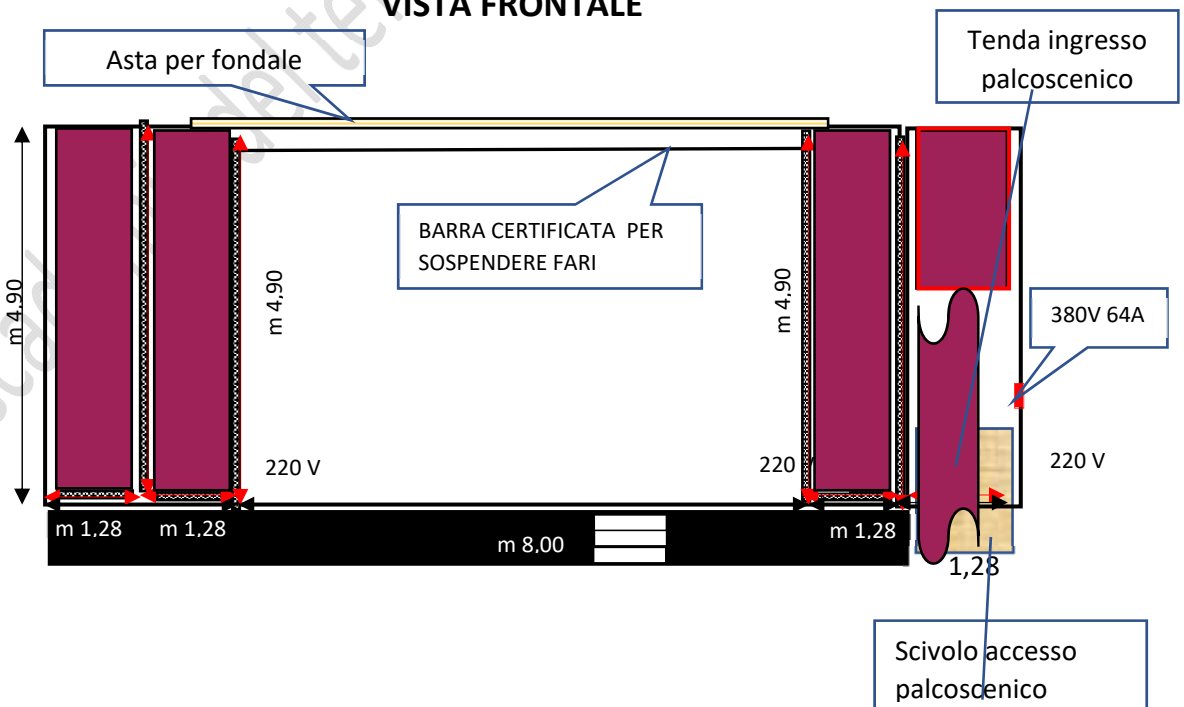 VISTA FRONTALE
Asta per fondale
Tenda ingresso
palcoscenico
BARRA CERTIFICATA PER
SOSPENDERE FARI
m 4,90
m 4,90
m 4,90
380V 64A
220 V
220
220 V
m 1,28
m 1,28
m 8,00
m 1,28
1,28
Scivolo accesso
palcoscenico